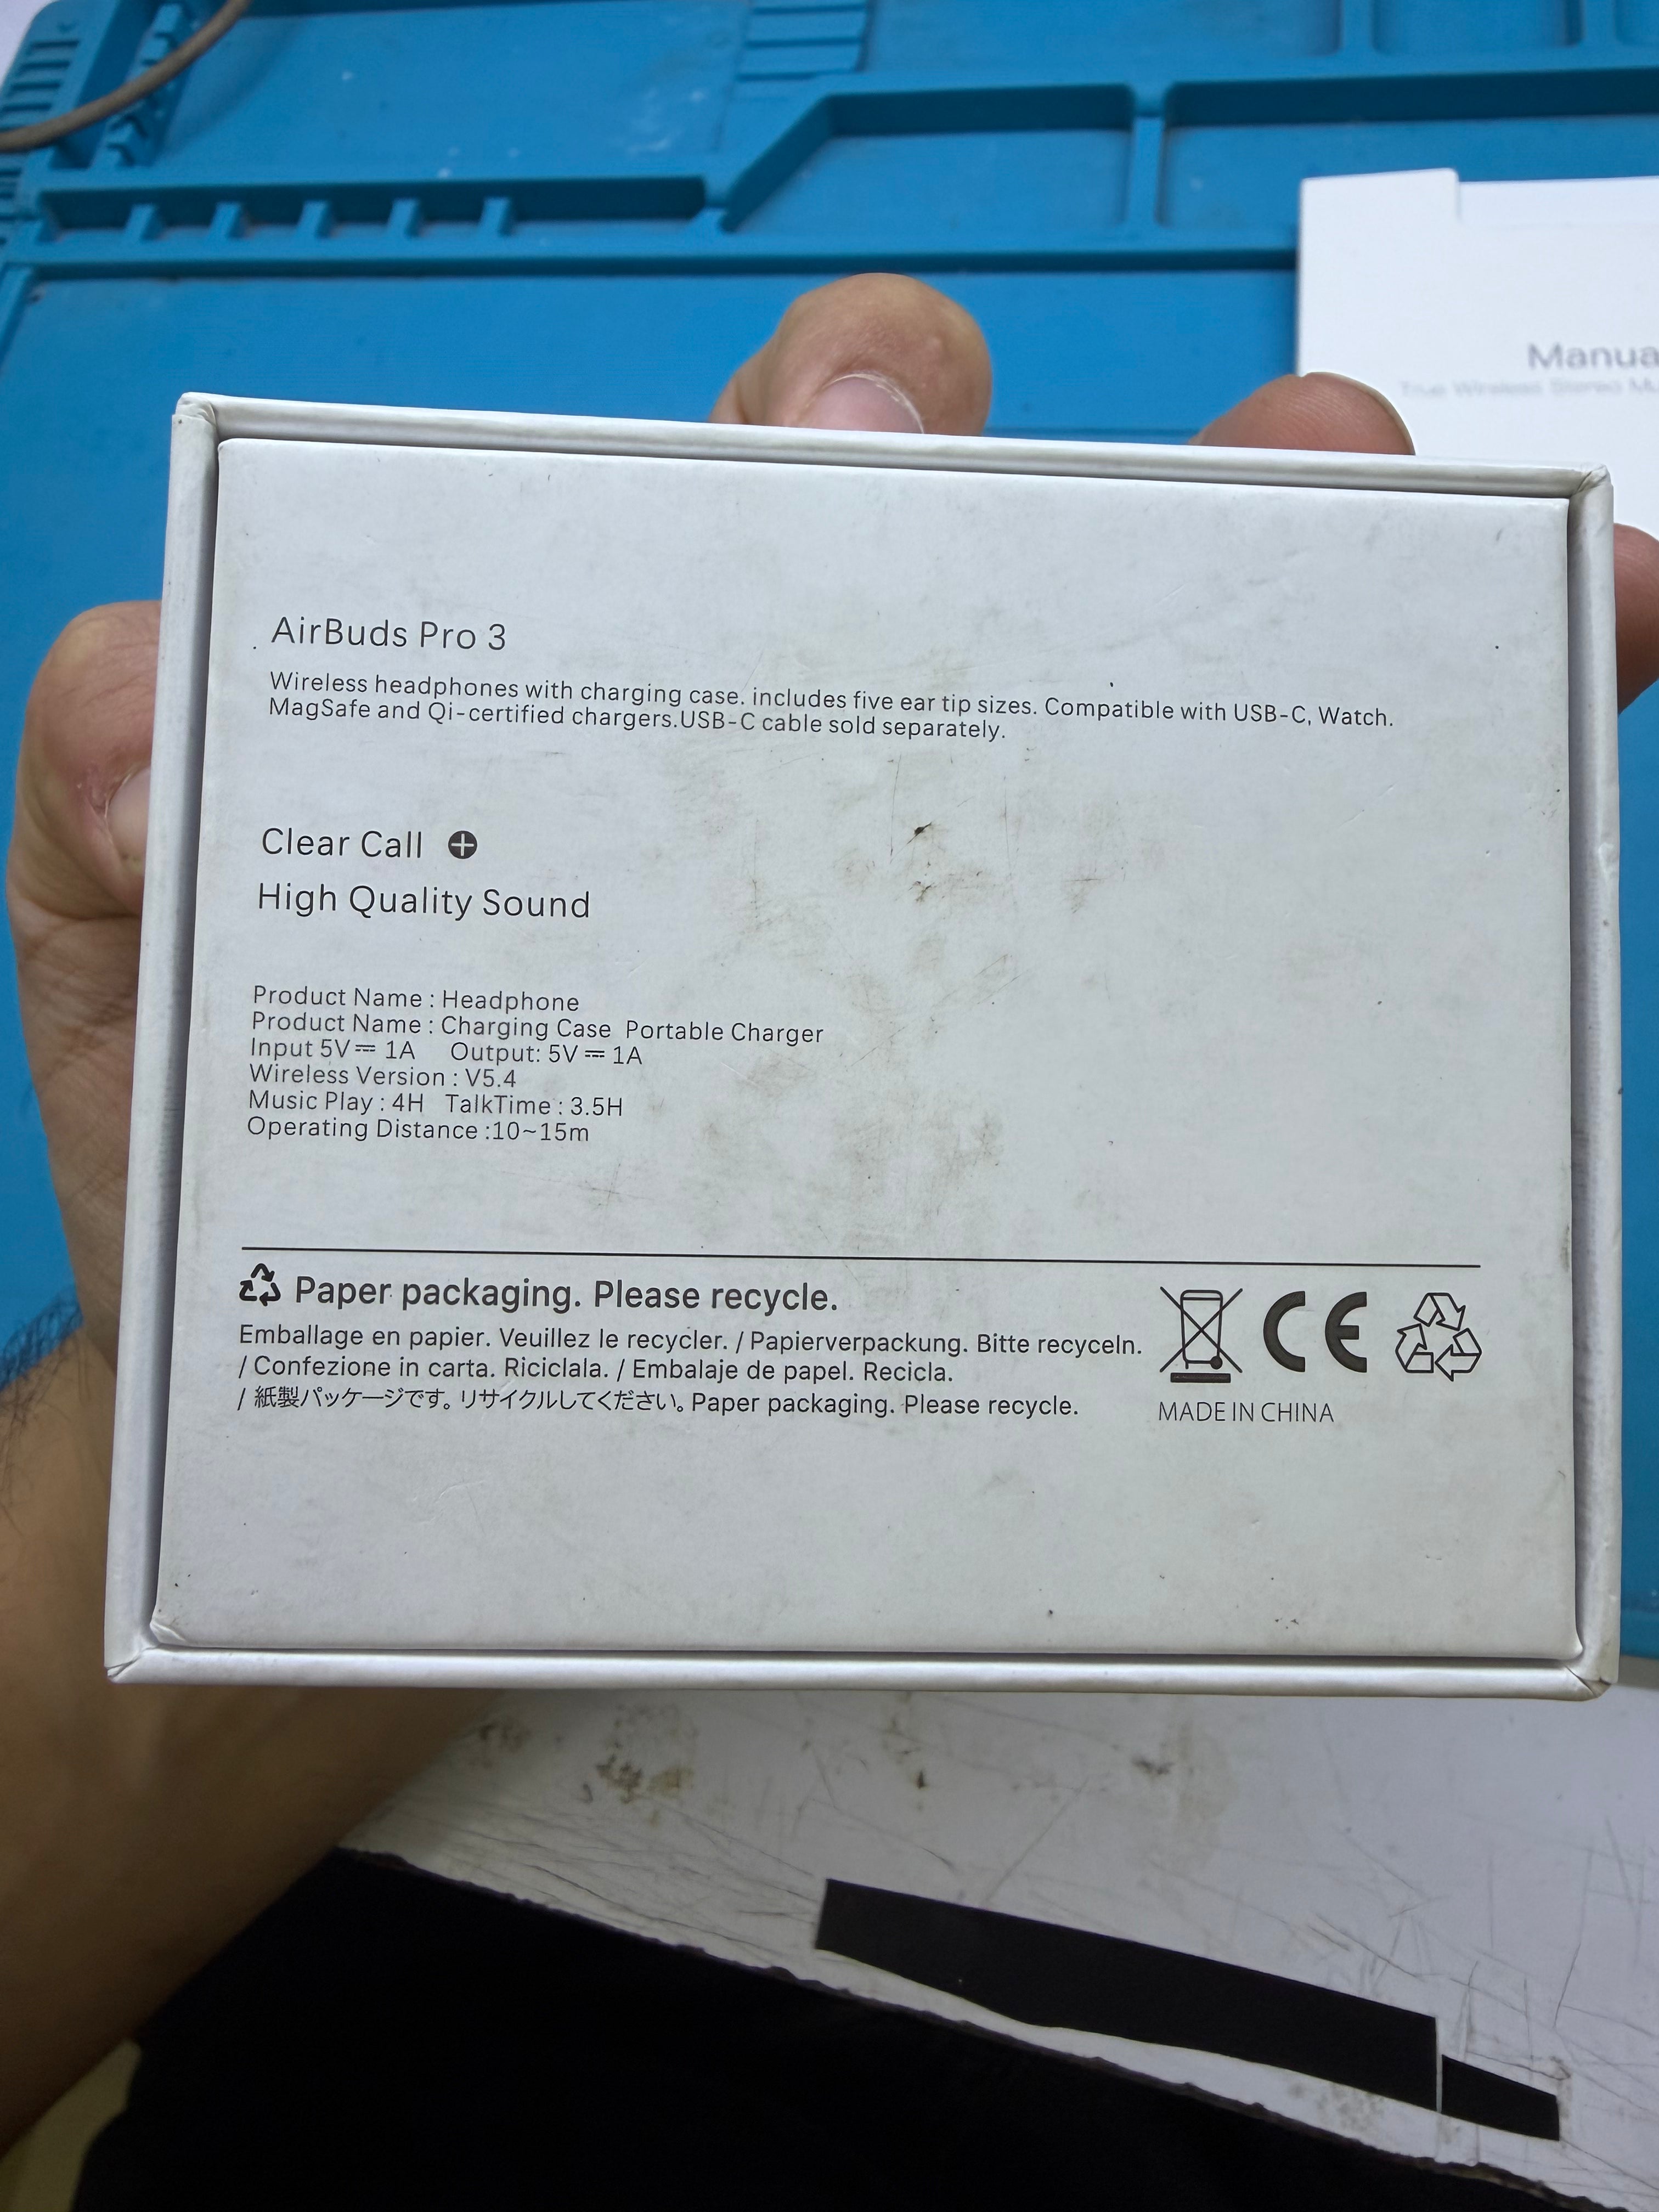 Manua
True Wireless Stereo Mu
AirBuds Pro 3
Wireless headphones with charging case. includes five ear tip sizes. Compatible with USB-C, Watch.
MagSafe and Qi-certified chargers.USB-C cable sold separately.
Clear Call
High Quality Sound
Product Name : Headphone
Product Name : Charging Case Portable Charger
Input 5V⎓ 1A Output: 5V⎓ 1A
Wireless Version : V5.4
Music Play : 4H TalkTime : 3.5H
Operating Distance :10~15m
Paper packaging. Please recycle.
Emballage en papier. Veuillez le recycler. / Papierverpackung. Bitte recyceln.
/ Confezione in carta. Riciclala. / Embalaje de papel. Recicla.
/ 紙製パッケージです。リサイクルしてください。Paper packaging. Please recycle.
CE
MADE IN CHINA